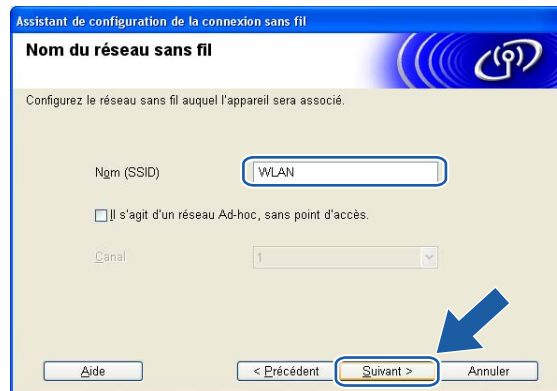 Assistant de configuration de la connexion sans fil
Nom du réseau sans fil
Configurez le réseau sans fil auquel l'appareil sera associé.
Nom (SSID) WLAN
Il s'agit d'un réseau Ad-hoc, sans point d'accès.
Canal 1
Aide < Précédent Suivant > Annuler